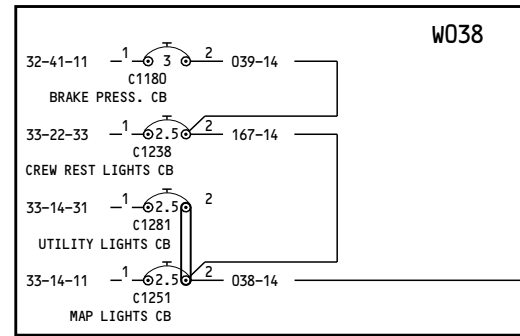 W038
32-41-11 1 3 2 039-14
C1180
BRAKE PRESS. CB
33-22-33 1 2.5 2 167-14
C1238
CREW REST LIGHTS CB
33-14-31 1 2.5 2
C1281
UTILITY LIGHTS CB
33-14-11 1 2.5 2 038-14
C1251
MAP LIGHTS CB